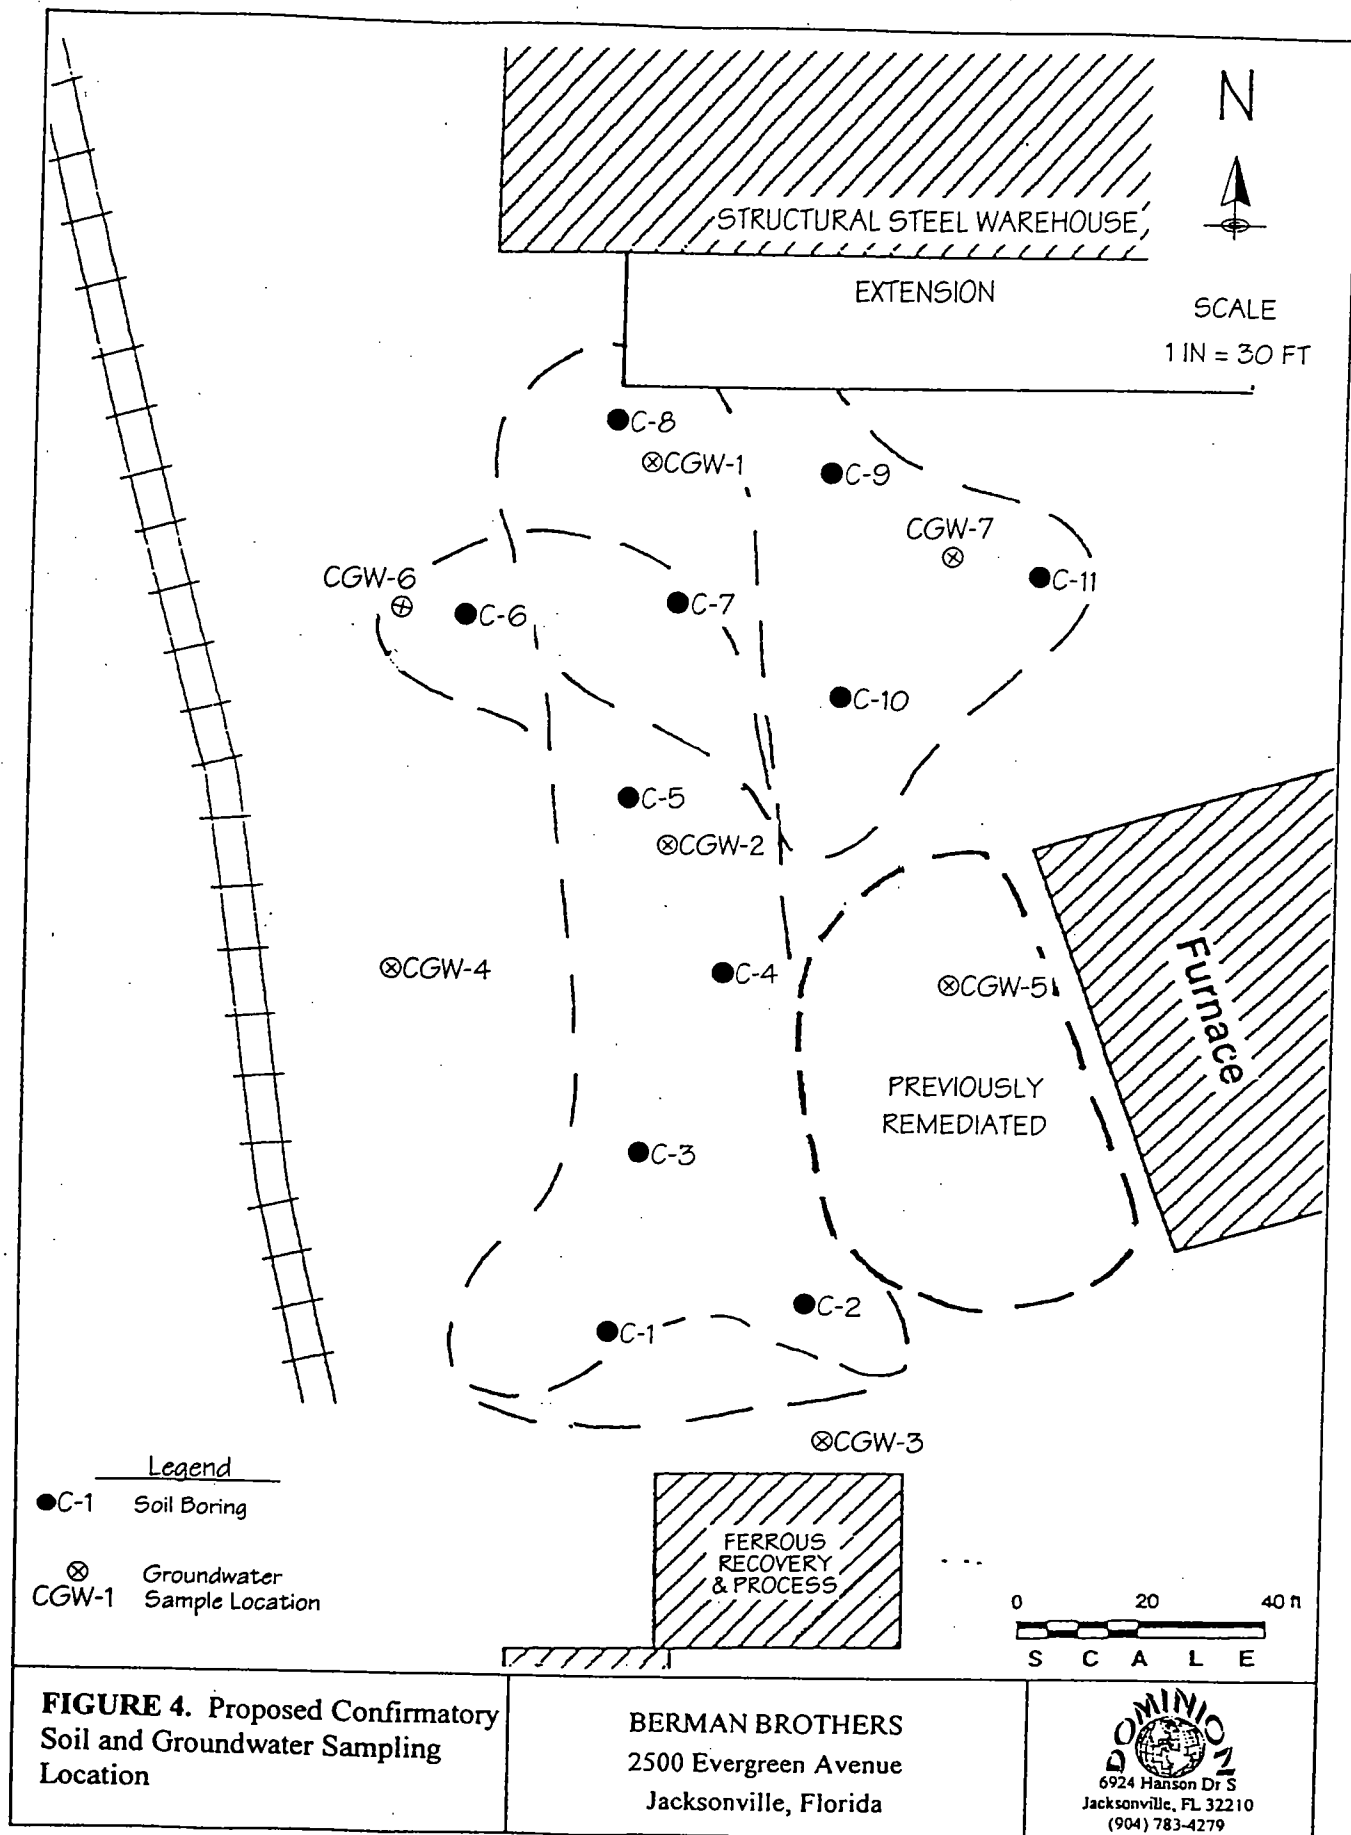 N
STRUCTURAL STEEL WAREHOUSE
EXTENSION
SCALE
1 IN = 30 FT
C-8
CGW-1
C-9
CGW-7
C-11
CGW-6
C-6
C-7
C-10
C-5
CGW-2
CGW-4
C-4
CGW-5
Furnace
PREVIOUSLY
REMEDIATED
C-3
C-2
C-1
CGW-3
Legend
C-1 Soil Boring
Groundwater
CGW-1 Sample Location
FERROUS
RECOVERY
& PROCESS
0 20 40 ft
S C A L E
FIGURE 4. Proposed Confirmatory
Soil and Groundwater Sampling
Location
BERMAN BROTHERS
2500 Evergreen Avenue
Jacksonville, Florida
DOMINION
6924 Hanson Dr S
Jacksonville, FL 32210
(904) 783-4279